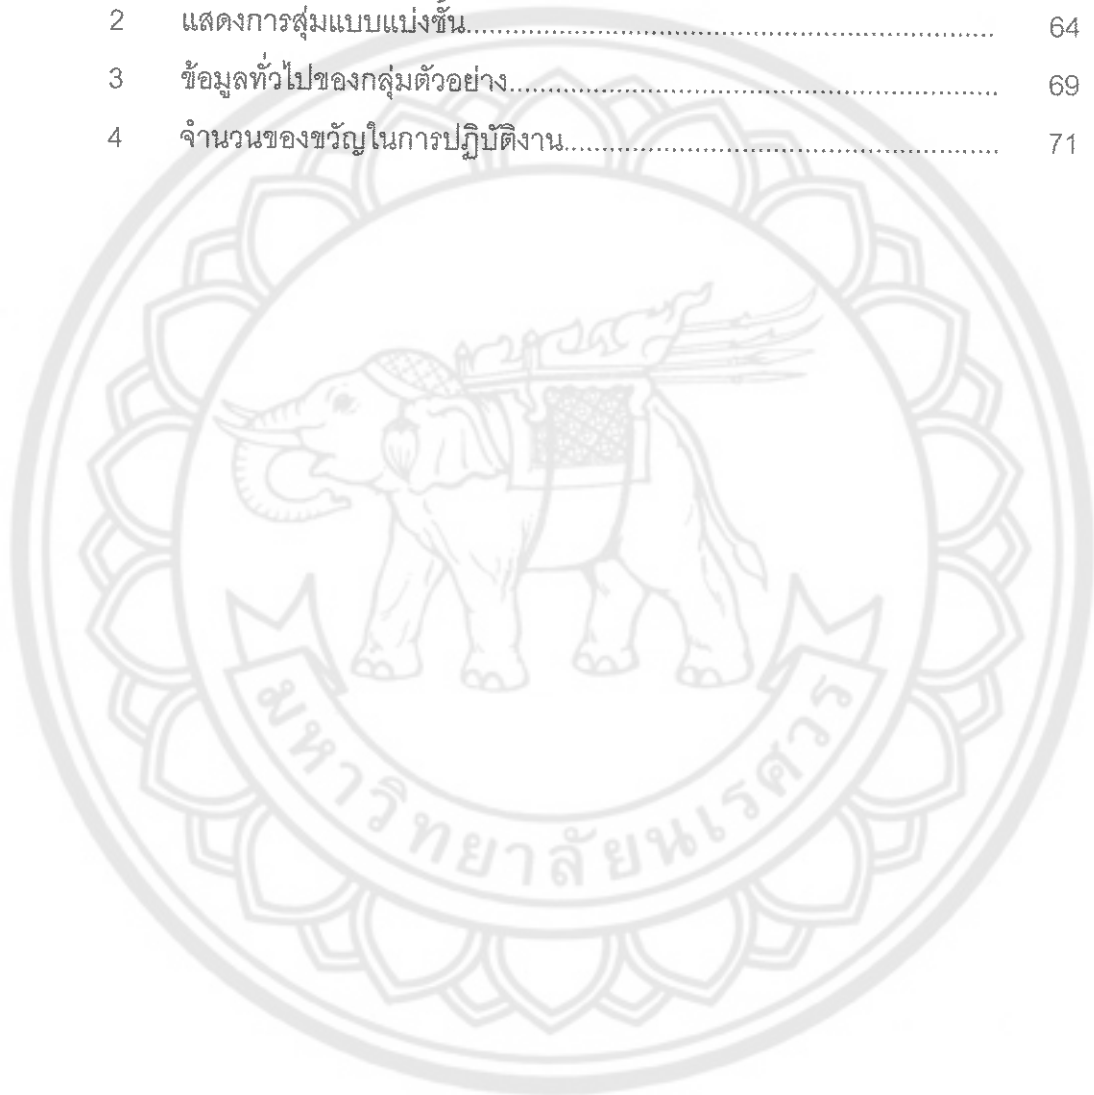 2 แสดงการสุ่มแบบแบ่งชั้น.................................................................. 64
3 ข้อมูลทั่วไปของกลุ่มตัวอย่าง............................................................. 69
4 จำนวนของขวัญในการปฏิบัติงาน...................................................... 71
มหาวิทยาลัยนเรศวร